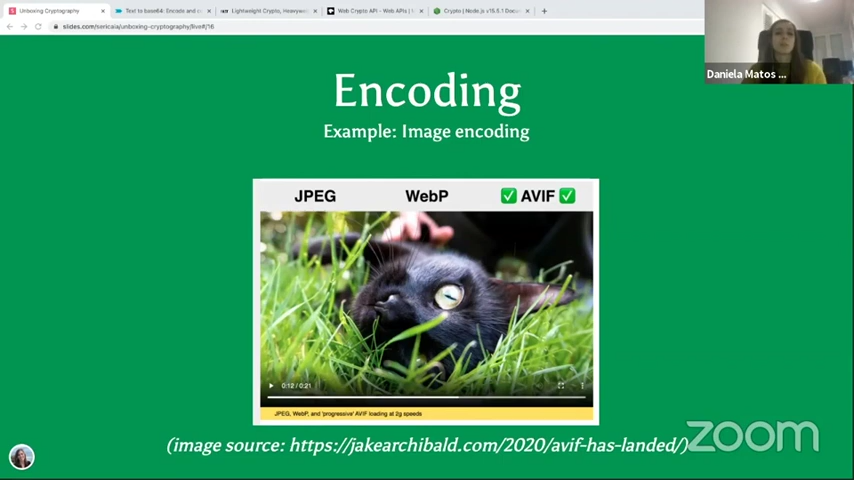 Unboxing Cryptography
Text to base64: Encode and c
Lightweight Crypto, Heavyweig
Web Crypto API - Web APIs | M
Crypto | Node.js v15.5.1 Docum
slides.com/sericaia/unboxing-cryptography/live#/16
Daniela Matos ...
Encoding
Example: Image encoding
JPEG WebP ✅ AVIF ✅
0:12 / 0:21
JPEG, WebP, and 'progressive' AVIF loading at 2g speeds
(image source: https://jakearchibald.com/2020/avif-has-landed/)
zoom